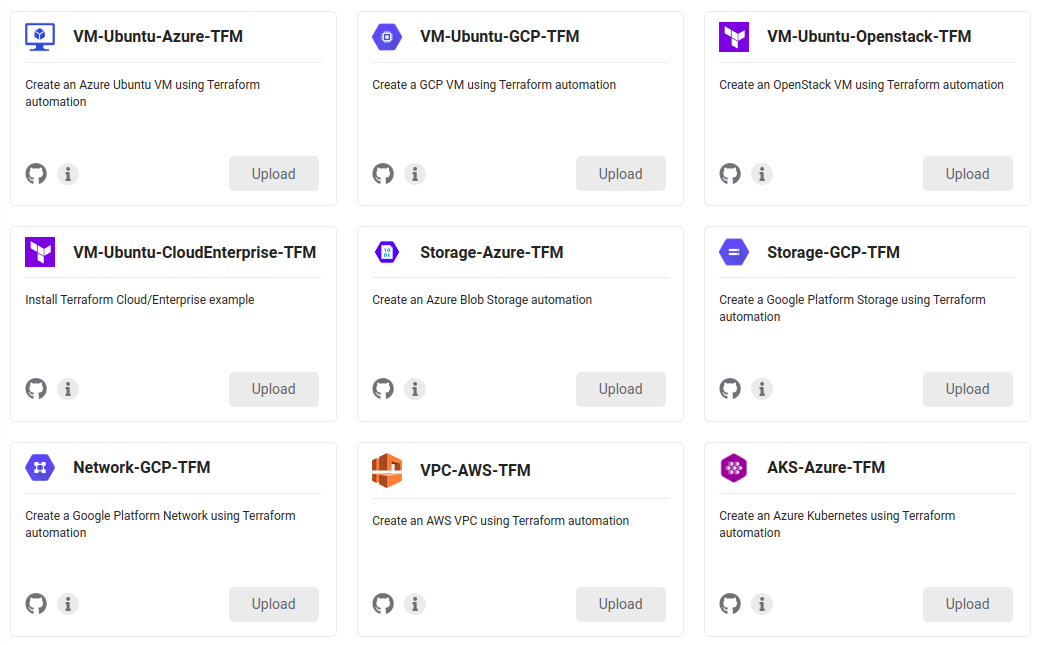 VM-Ubuntu-Azure-TFM
Create an Azure Ubuntu VM using Terraform
automation
Upload
VM-Ubuntu-GCP-TFM
Create a GCP VM using Terraform automation
Upload
VM-Ubuntu-Openstack-TFM
Create an OpenStack VM using Terraform automation
Upload
VM-Ubuntu-CloudEnterprise-TFM
Install Terraform Cloud/Enterprise example
Upload
Storage-Azure-TFM
10
01
Create an Azure Blob Storage automation
Upload
Storage-GCP-TFM
Create a Google Platform Storage using Terraform
automation
Upload
Network-GCP-TFM
Create a Google Platform Network using Terraform
automation
Upload
VPC-AWS-TFM
Create an AWS VPC using Terraform automation
Upload
AKS-Azure-TFM
Create an Azure Kubernetes using Terraform
automation
Upload